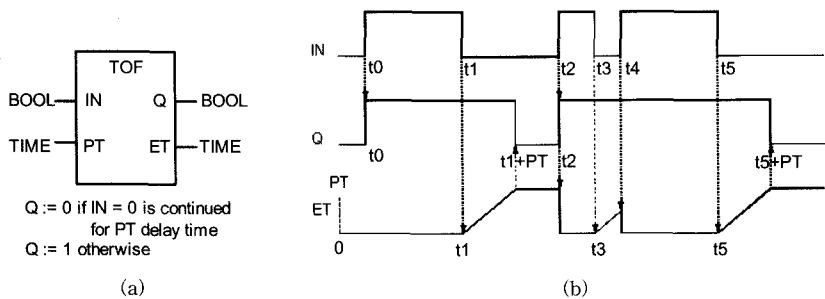 TOF
BOOL IN Q BOOL
TIME PT ET TIME
Q := 0 if IN = 0 is continued
for PT delay time
Q := 1 otherwise
(a)
IN
t0 t1 t2 t3 t4 t5
Q
t0 t1+PT t2 t5+PT
PT
ET
0 t1 t3 t5
(b)